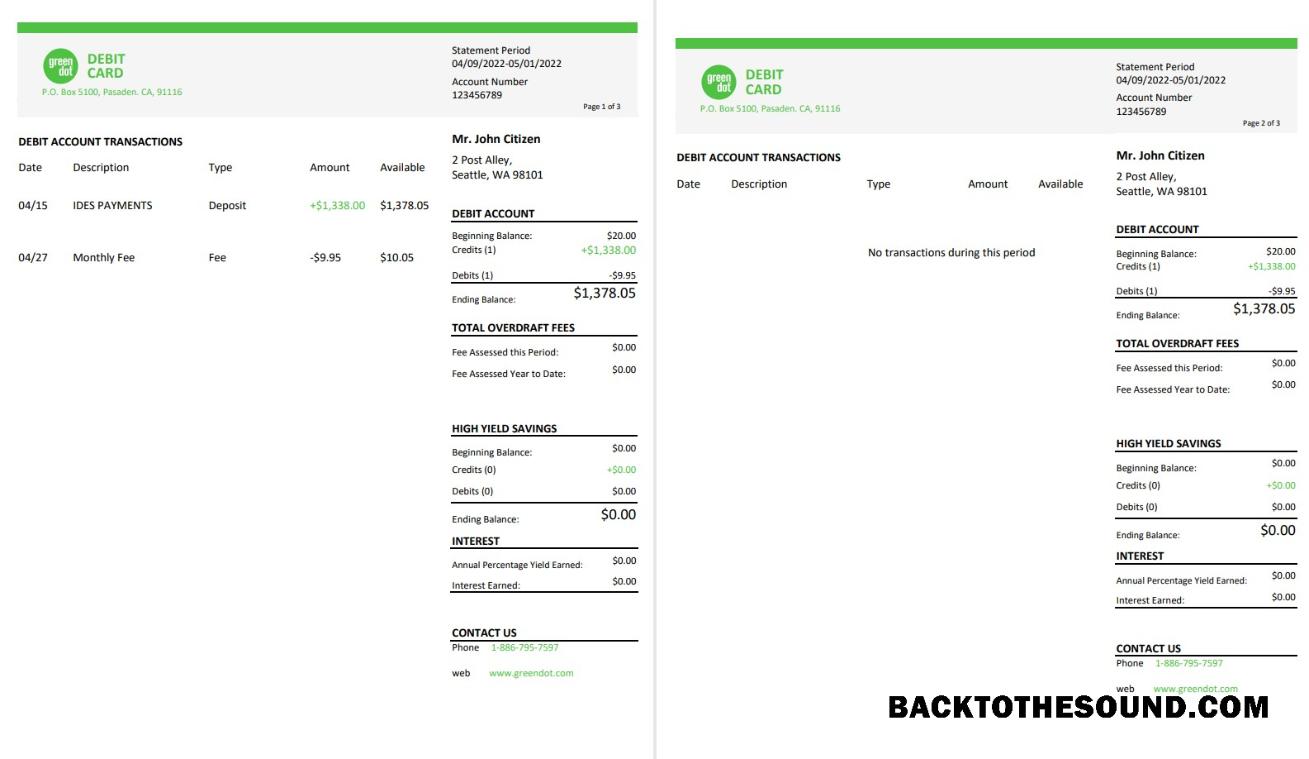 green
dot
DEBIT
CARD
P.O. Box 5100, Pasaden. CA, 91116
Statement Period
04/09/2022-05/01/2022
Account Number
123456789
Page 1 of 3
DEBIT ACCOUNT TRANSACTIONS
Date Description Type Amount Available
04/15 IDES PAYMENTS Deposit +$1,338.00 $1,378.05
04/27 Monthly Fee Fee -$9.95 $10.05
Mr. John Citizen
2 Post Alley,
Seattle, WA 98101
DEBIT ACCOUNT
Beginning Balance: $20.00
Credits (1) +$1,338.00
Debits (1) -$9.95
Ending Balance: $1,378.05
TOTAL OVERDRAFT FEES
Fee Assessed this Period: $0.00
Fee Assessed Year to Date: $0.00
HIGH YIELD SAVINGS
Beginning Balance: $0.00
Credits (0) +$0.00
Debits (0) $0.00
Ending Balance: $0.00
INTEREST
Annual Percentage Yield Earned: $0.00
Interest Earned: $0.00
CONTACT US
Phone 1-886-795-7597
web www.greendot.com
green
dot
DEBIT
CARD
P.O. Box 5100, Pasaden. CA, 91116
Statement Period
04/09/2022-05/01/2022
Account Number
123456789
Page 2 of 3
DEBIT ACCOUNT TRANSACTIONS
Date Description Type Amount Available
No transactions during this period
Mr. John Citizen
2 Post Alley,
Seattle, WA 98101
DEBIT ACCOUNT
Beginning Balance: $20.00
Credits (1) +$1,338.00
Debits (1) -$9.95
Ending Balance: $1,378.05
TOTAL OVERDRAFT FEES
Fee Assessed this Period: $0.00
Fee Assessed Year to Date: $0.00
HIGH YIELD SAVINGS
Beginning Balance: $0.00
Credits (0) +$0.00
Debits (0) $0.00
Ending Balance: $0.00
INTEREST
Annual Percentage Yield Earned: $0.00
Interest Earned: $0.00
CONTACT US
Phone 1-886-795-7597
web www.greendot.com
BACKTOTHESOUND.COM